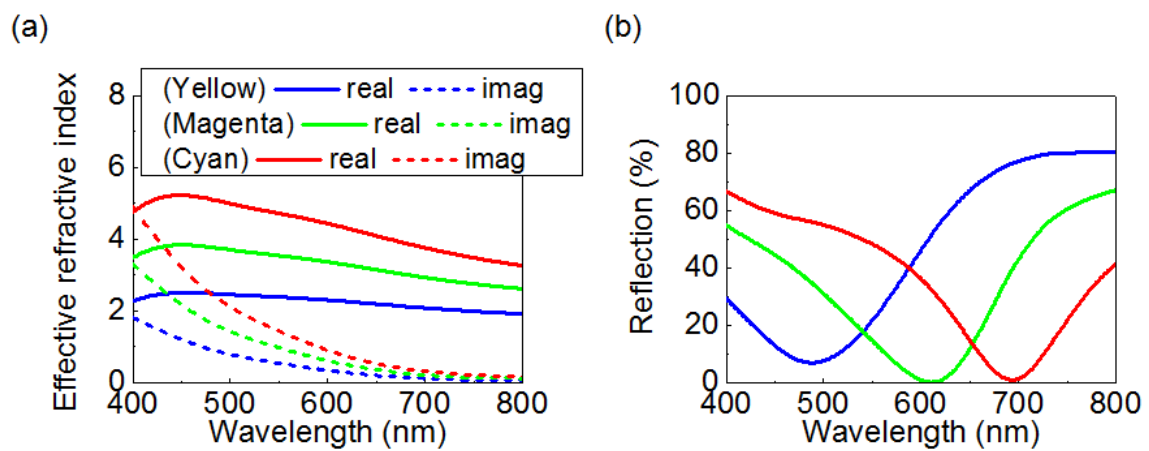 (a)
(Yellow) real imag
(Magenta) real imag
(Cyan) real imag
Effective refractive index
8
6
4
2
0
400 500 600 700 800
Wavelength (nm)
(b)
Reflection (%)
100
80
60
40
20
0
400 500 600 700 800
Wavelength (nm)